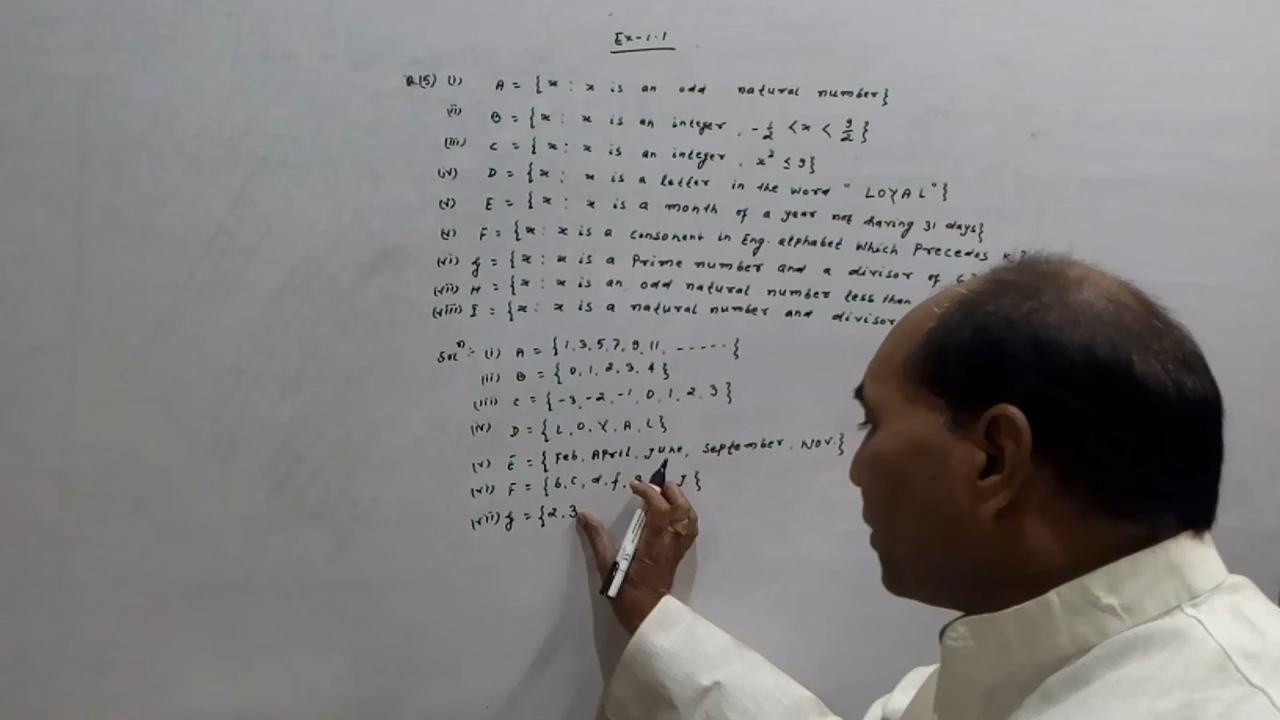 Ex-1.1
Q(5) (i) A = {x : x is an odd natural number}
(ii) B = {x : x is an integer, -1/2 < x < 9/2}
(iii) C = {x : x is an integer, x² ≤ 9}
(iv) D = {x : x is a letter in the word "LOYAL"}
(v) E = {x : x is a month of a year not having 31 days}
(vi) F = {x : x is a consonent in Eng. alphabet which Precedes K
(vi) g = {x : x is a Prime number and a divisor of 6
(vii) H = {x : x is an odd natural number less than
(viii) I = {x : x is a natural number and divisor
Solⁿ:- (i) A = {1, 3, 5, 7, 9, 11, -----}
(ii) B = {0, 1, 2, 3, 4}
(iii) C = {-3, -2, -1, 0, 1, 2, 3}
(iv) D = {L, O, Y, A, L}
(v) E = {Feb, April, June, September, Nov.}
(vi) F = {b, c, d, f, g J}
(vii) g = {2, 3